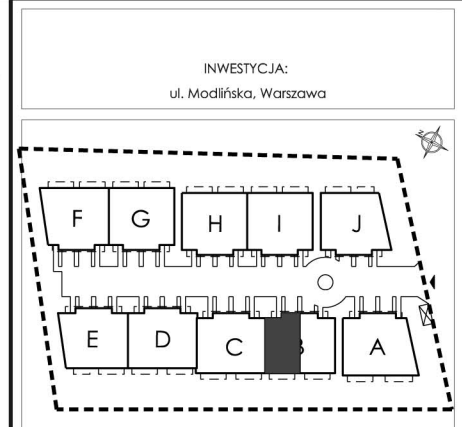 INWESTYCJA:
ul. Modlińska, Warszawa
N
F G H I J
E D C B A